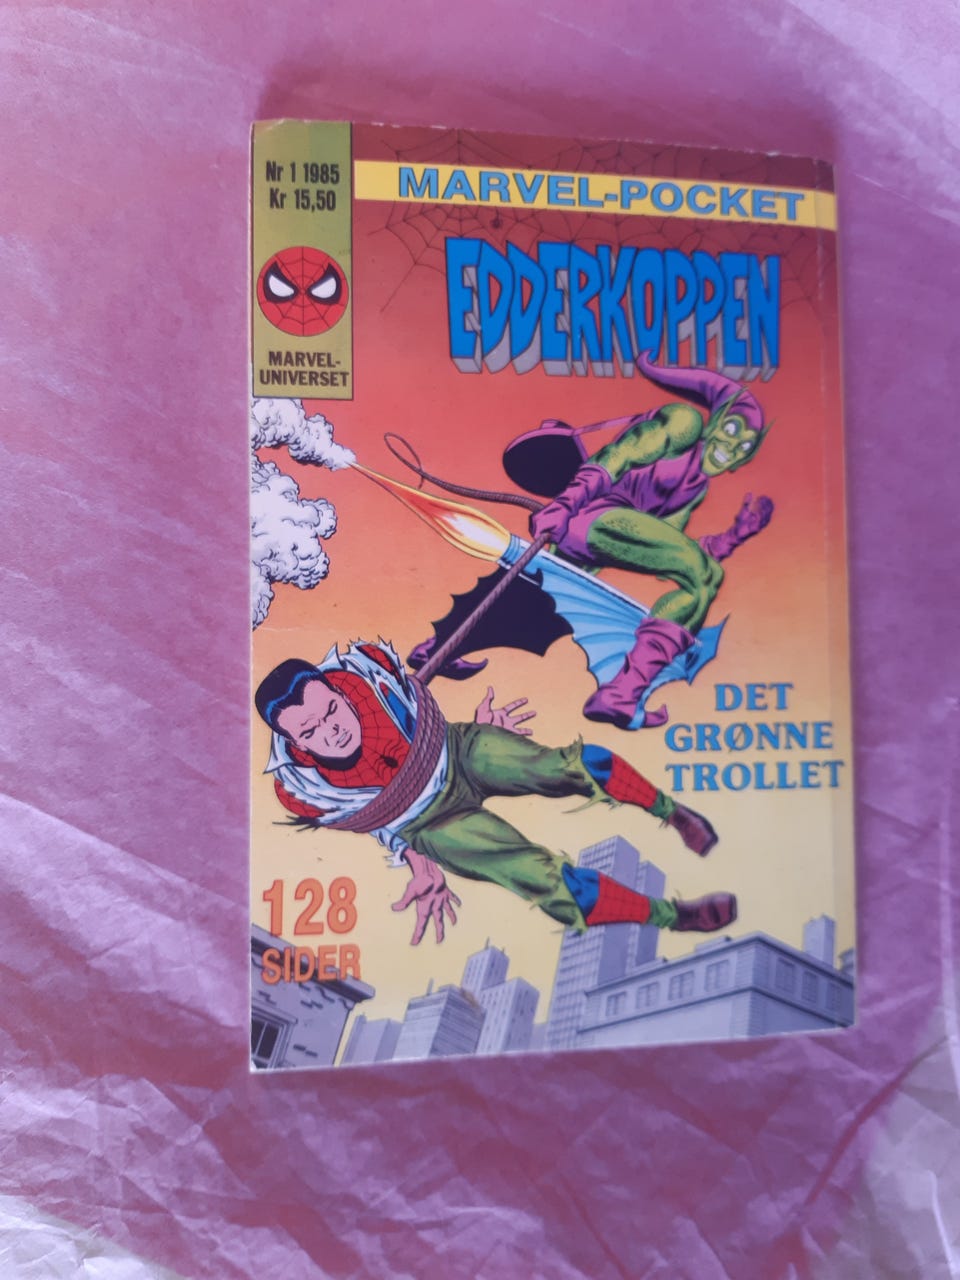 Nr 1 1985
Kr 15,50
MARVEL-
UNIVERSET
MARVEL-POCKET
EDDERKOPPEN
DET
GRØNNE
TROLLET
128
SIDER